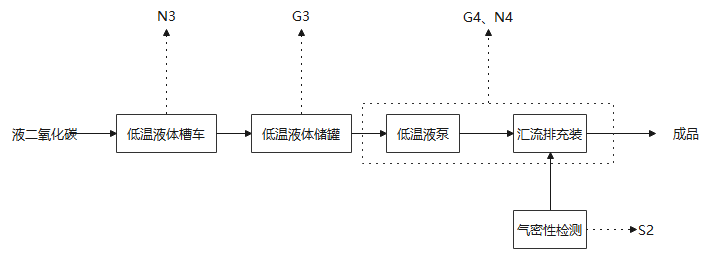 N3
G3
G4、N4
液二氧化碳
低温液体槽车
低温液体储罐
低温液泵
汇流排充装
成品
气密性检测
S2